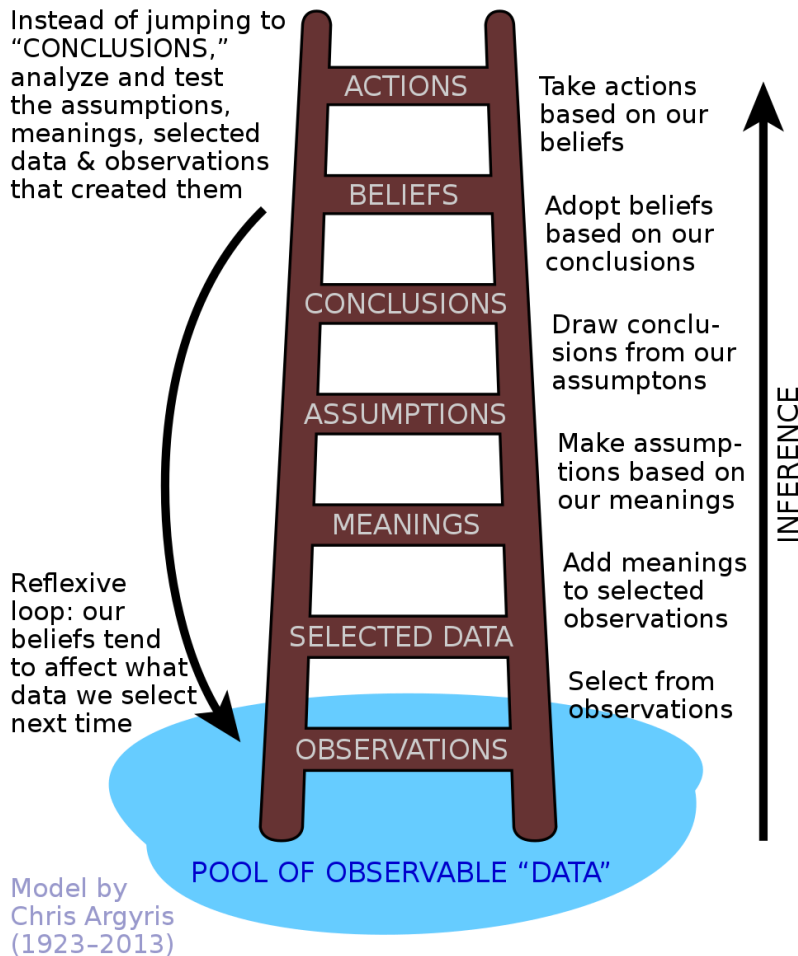 Instead of jumping to
“CONCLUSIONS,”
analyze and test
the assumptions,
meanings, selected
data & observations
that created them
Reflexive
loop: our
beliefs tend
to affect what
data we select
next time
ACTIONS
BELIEFS
CONCLUSIONS
ASSUMPTIONS
MEANINGS
SELECTED DATA
OBSERVATIONS
Take actions
based on our
beliefs
Adopt beliefs
based on our
conclusions
Draw conclu-
sions from our
assumptons
Make assump-
tions based on
our meanings
Add meanings
to selected
observations
Select from
observations
INFERENCE
POOL OF OBSERVABLE “DATA”
Model by
Chris Argyris
(1923–2013)